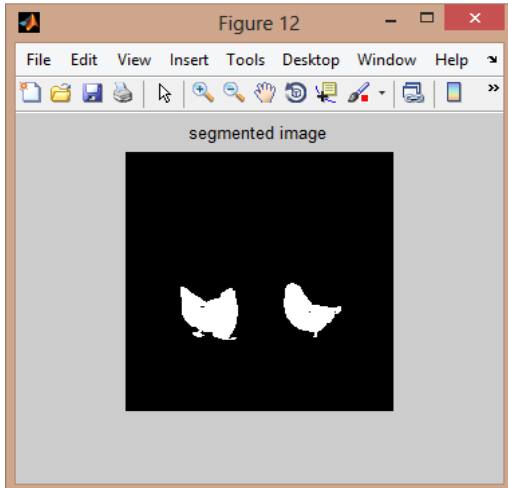 Figure 12
File Edit View Insert Tools Desktop Window Help
segmented image